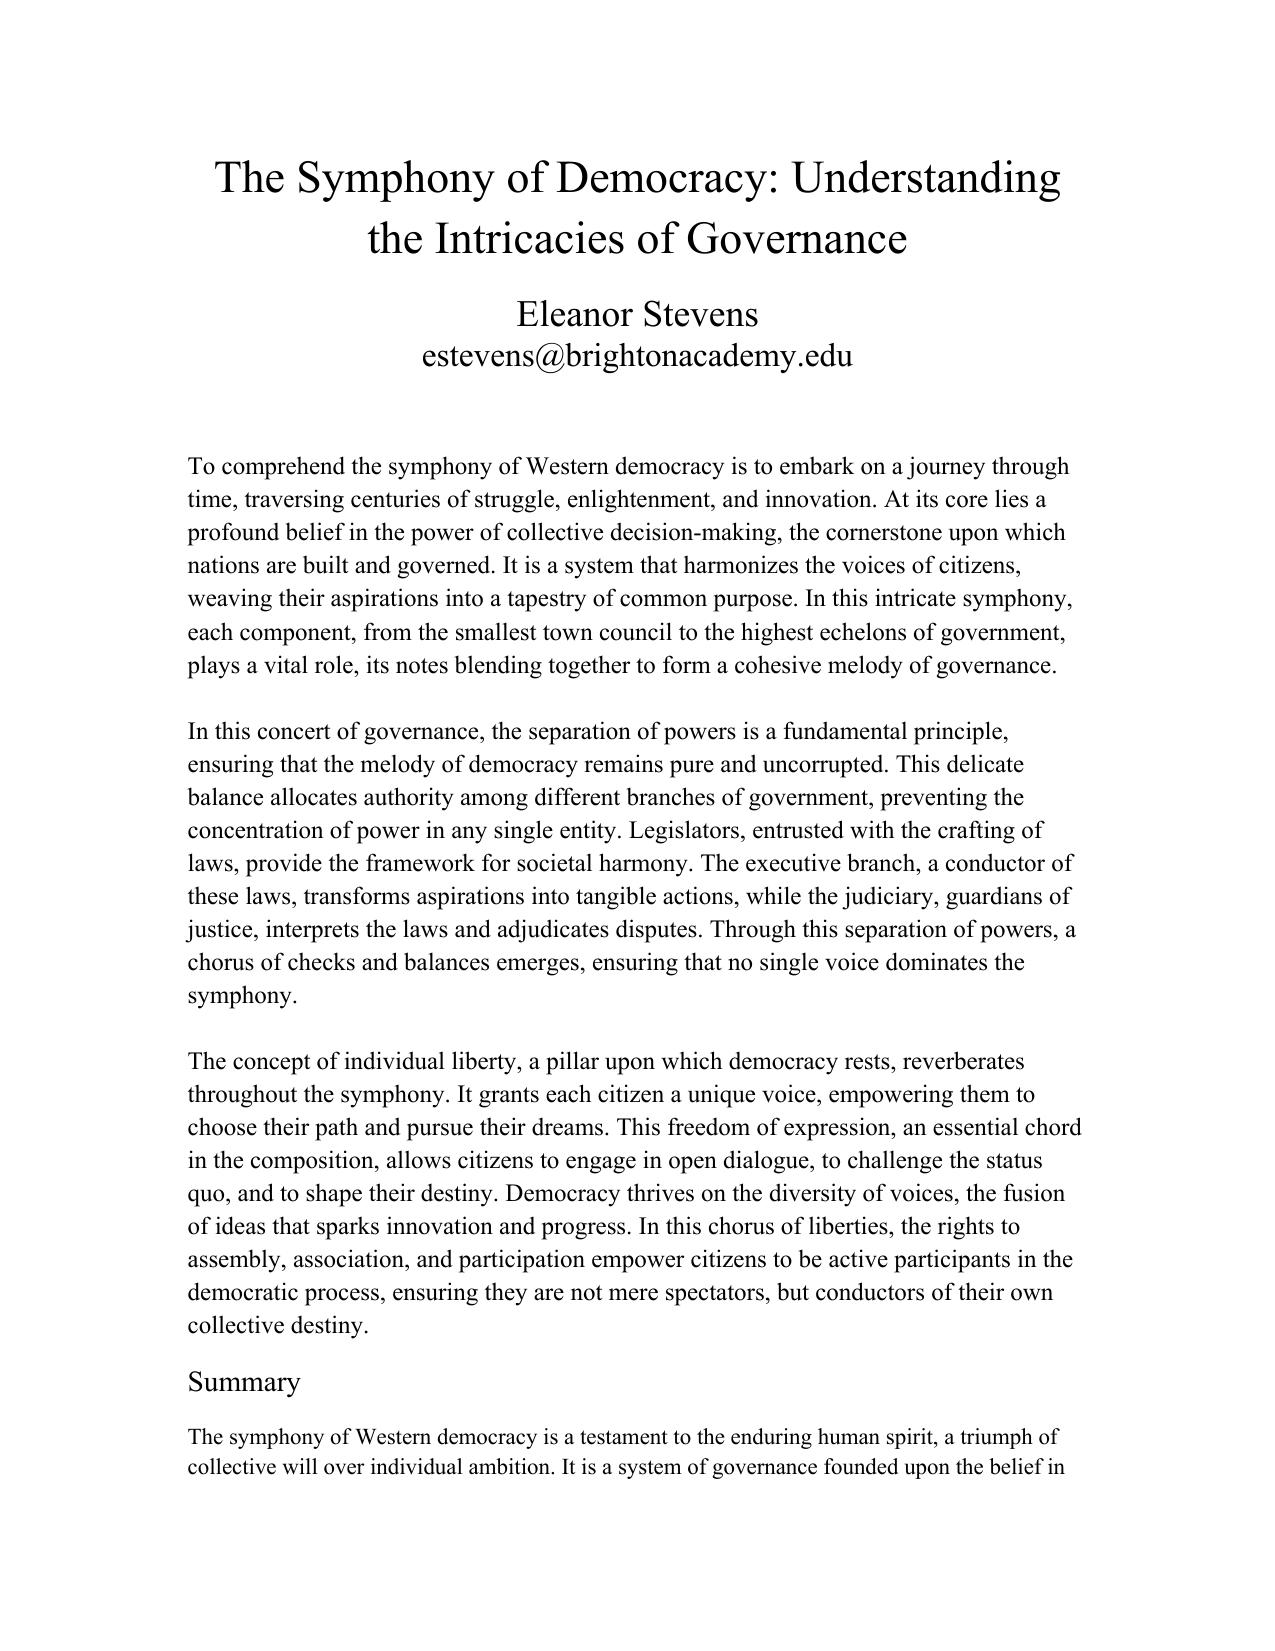 The Symphony of Democracy: Understanding
the Intricacies of Governance
Eleanor Stevens
estevens@brightonacademy.edu
To comprehend the symphony of Western democracy is to embark on a journey through
time, traversing centuries of struggle, enlightenment, and innovation. At its core lies a
profound belief in the power of collective decision-making, the cornerstone upon which
nations are built and governed. It is a system that harmonizes the voices of citizens,
weaving their aspirations into a tapestry of common purpose. In this intricate symphony,
each component, from the smallest town council to the highest echelons of government,
plays a vital role, its notes blending together to form a cohesive melody of governance.
In this concert of governance, the separation of powers is a fundamental principle,
ensuring that the melody of democracy remains pure and uncorrupted. This delicate
balance allocates authority among different branches of government, preventing the
concentration of power in any single entity. Legislators, entrusted with the crafting of
laws, provide the framework for societal harmony. The executive branch, a conductor of
these laws, transforms aspirations into tangible actions, while the judiciary, guardians of
justice, interprets the laws and adjudicates disputes. Through this separation of powers, a
chorus of checks and balances emerges, ensuring that no single voice dominates the
symphony.
The concept of individual liberty, a pillar upon which democracy rests, reverberates
throughout the symphony. It grants each citizen a unique voice, empowering them to
choose their path and pursue their dreams. This freedom of expression, an essential chord
in the composition, allows citizens to engage in open dialogue, to challenge the status
quo, and to shape their destiny. Democracy thrives on the diversity of voices, the fusion
of ideas that sparks innovation and progress. In this chorus of liberties, the rights to
assembly, association, and participation empower citizens to be active participants in the
democratic process, ensuring they are not mere spectators, but conductors of their own
collective destiny.
Summary
The symphony of Western democracy is a testament to the enduring human spirit, a triumph of
collective will over individual ambition. It is a system of governance founded upon the belief in